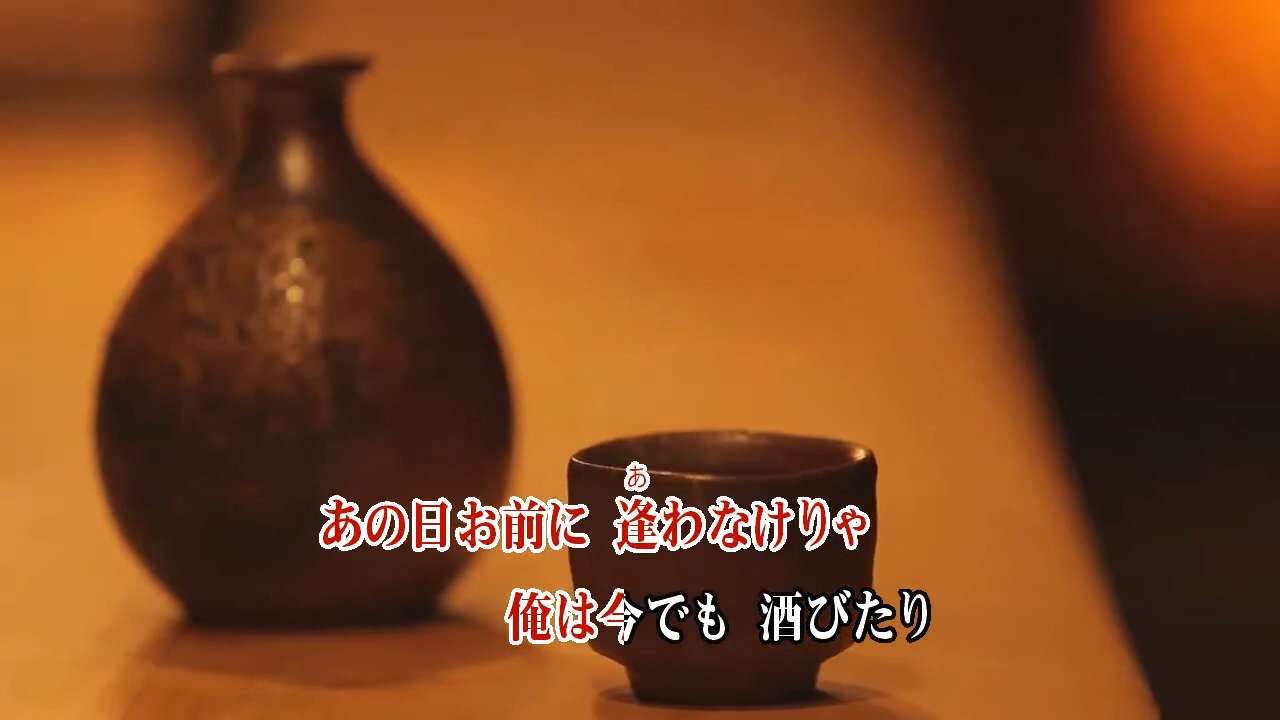 あ
あの日お前に 逢わなけりゃ
俺は今でも 酒びたり